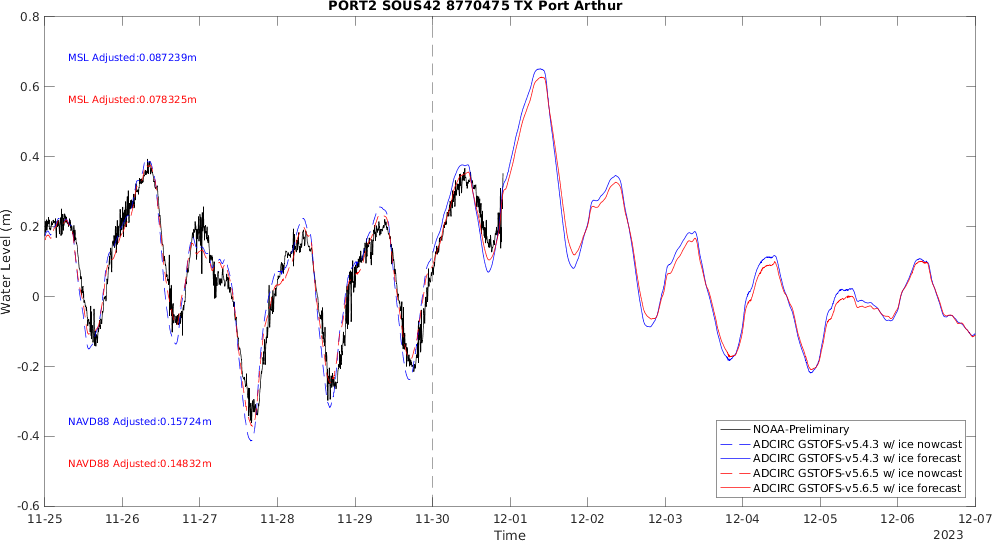 PORT2 SOUS42 8770475 TX Port Arthur
0.8
0.6
0.4
0.2
0
-0.2
-0.4
-0.6
Water Level (m)
MSL Adjusted:0.087239m
MSL Adjusted:0.078325m
NAVD88 Adjusted:0.15724m
NAVD88 Adjusted:0.14832m
NOAA-Preliminary
ADCIRC GSTOFS-v5.4.3 w/ ice nowcast
ADCIRC GSTOFS-v5.4.3 w/ ice forecast
ADCIRC GSTOFS-v5.6.5 w/ ice nowcast
ADCIRC GSTOFS-v5.6.5 w/ ice forecast
11-25 11-26 11-27 11-28 11-29 11-30 12-01 12-02 12-03 12-04 12-05 12-06 12-07
Time
2023